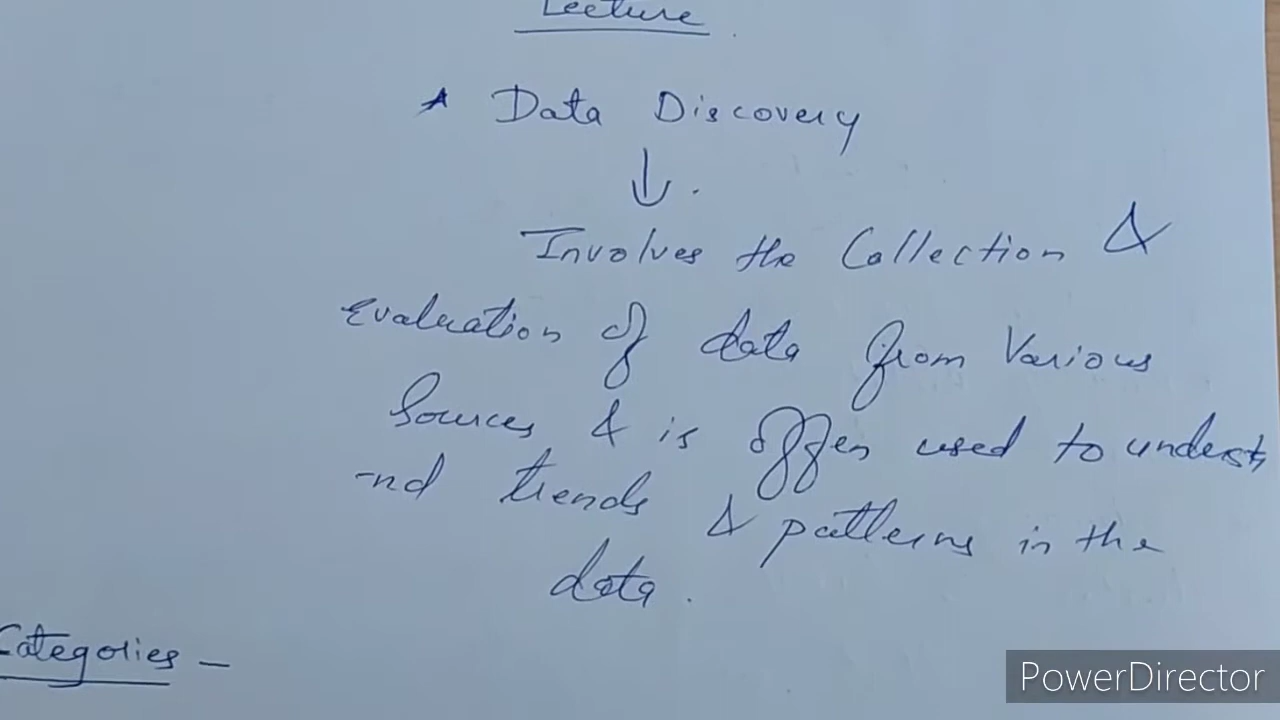 Lecture
* Data Discovery
↓
Involves the Collection &
evaluation of data from Various
Sources & is offen used to underst
-nd trends & patterns in the
data.
Categories -
PowerDirector